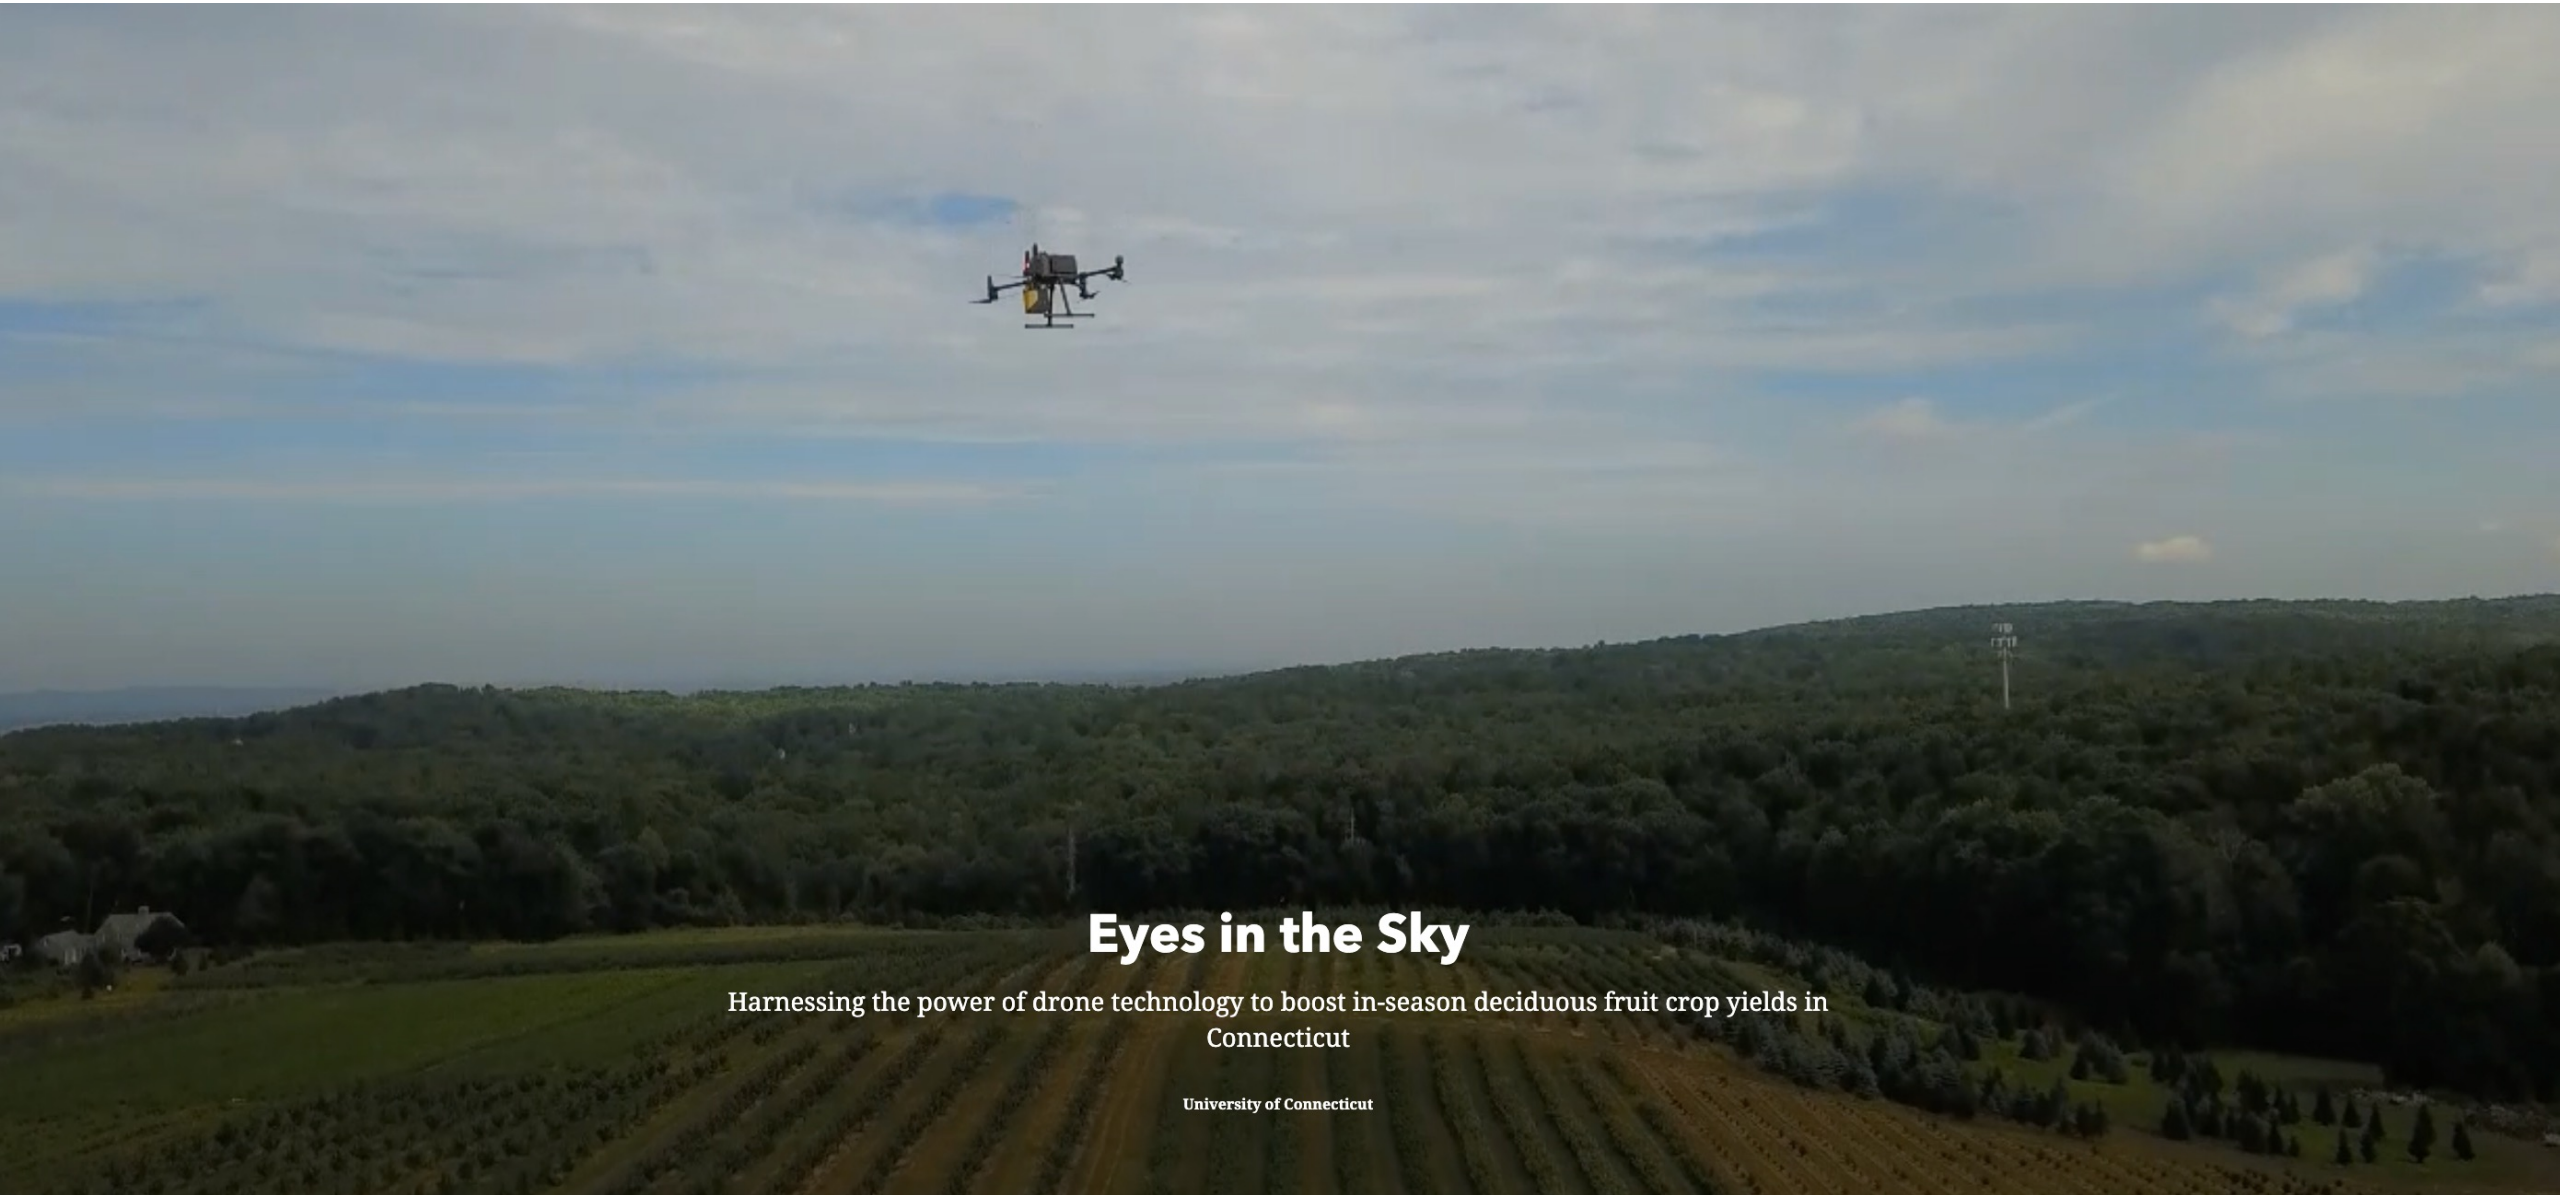 Eyes in the Sky
Harnessing the power of drone technology to boost in-season deciduous fruit crop yields in
Connecticut
University of Connecticut